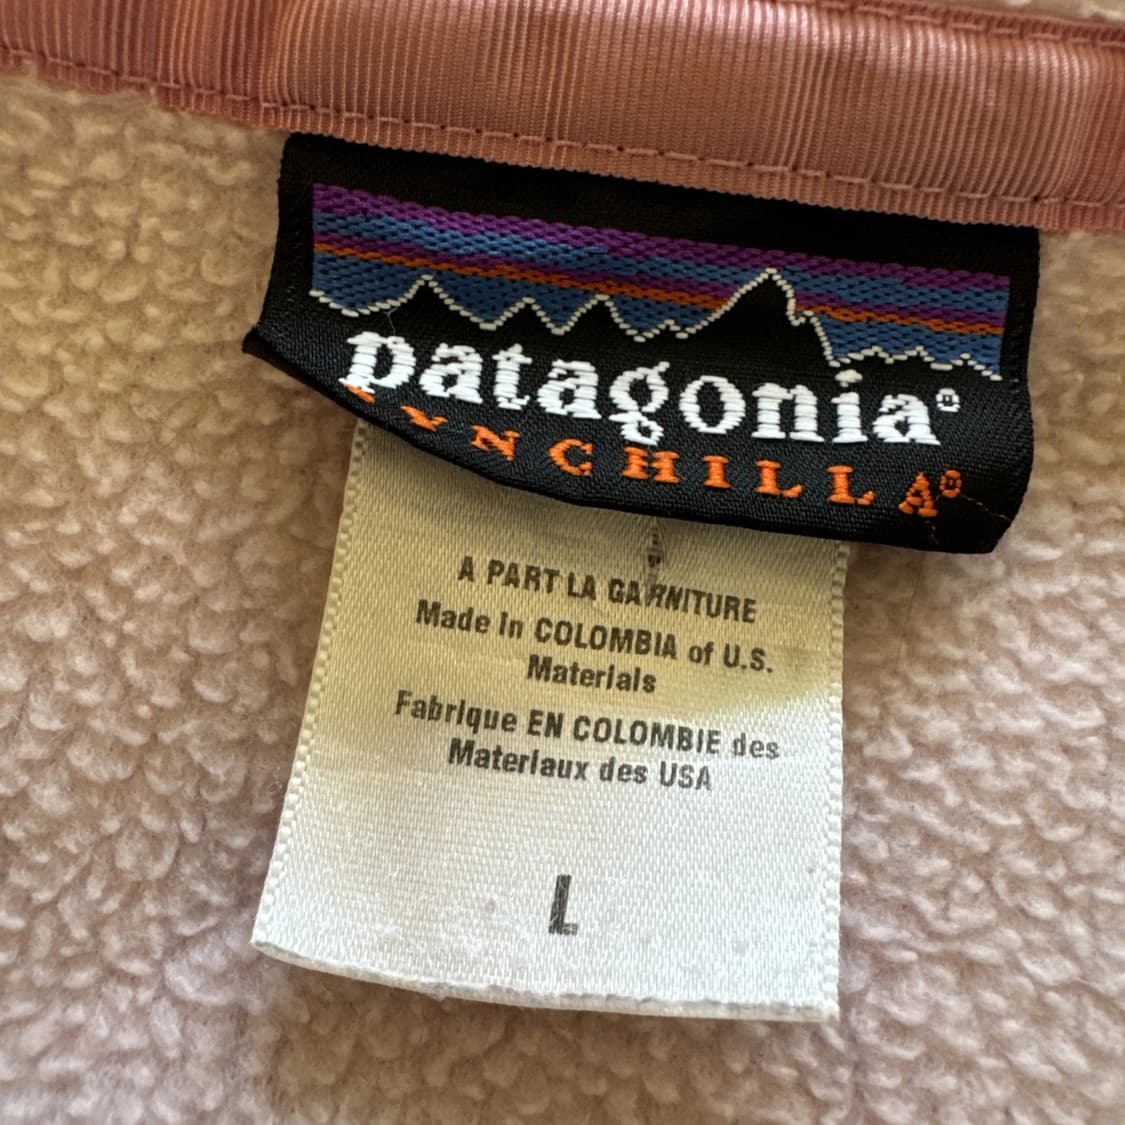 patagonia®
SYNCHILLA®
A PART LA GARNITURE
Made in COLOMBIA of U.S.
Materials
Fabrique EN COLOMBIE des
Materiaux des USA
L